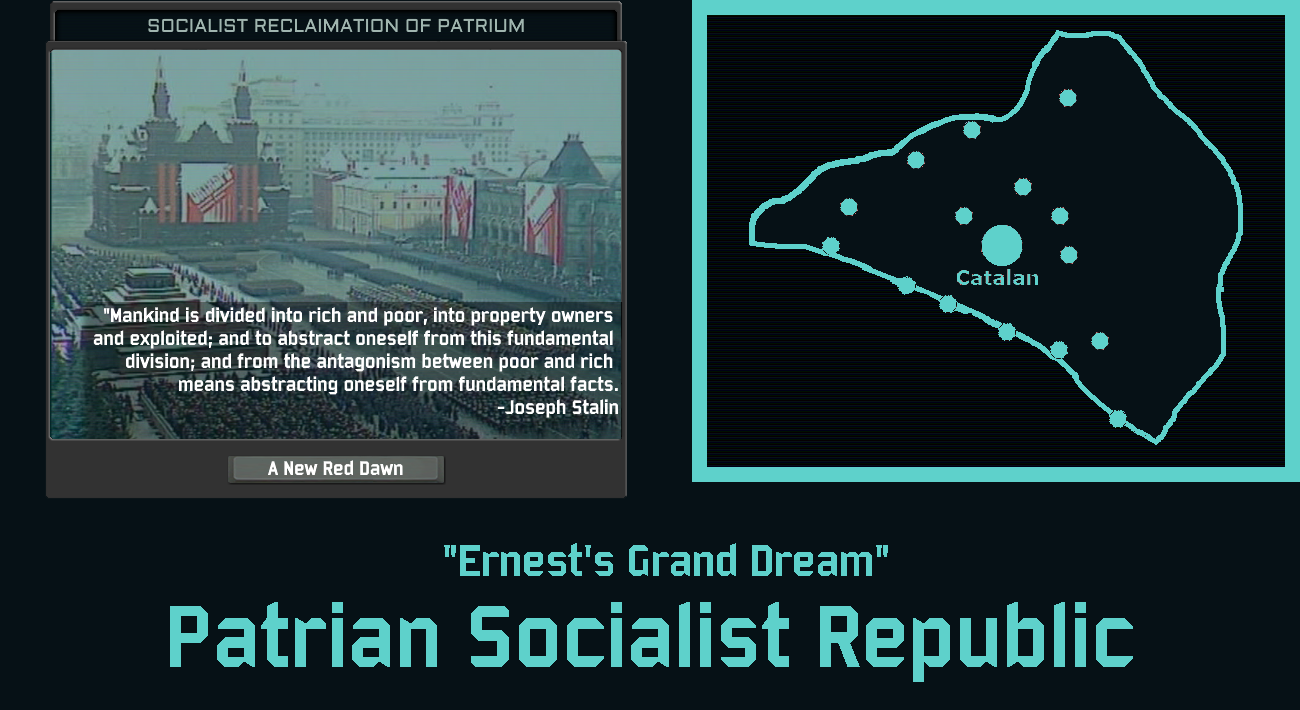 SOCIALIST RECLAIMATION OF PATRIUM
"Mankind is divided into rich and poor, into property owners
and exploited; and to abstract oneself from this fundamental
division; and from the antagonism between poor and rich
means abstracting oneself from fundamental facts.
-Joseph Stalin
A New Red Dawn
Catalan
"Ernest's Grand Dream"
Patrian Socialist Republic